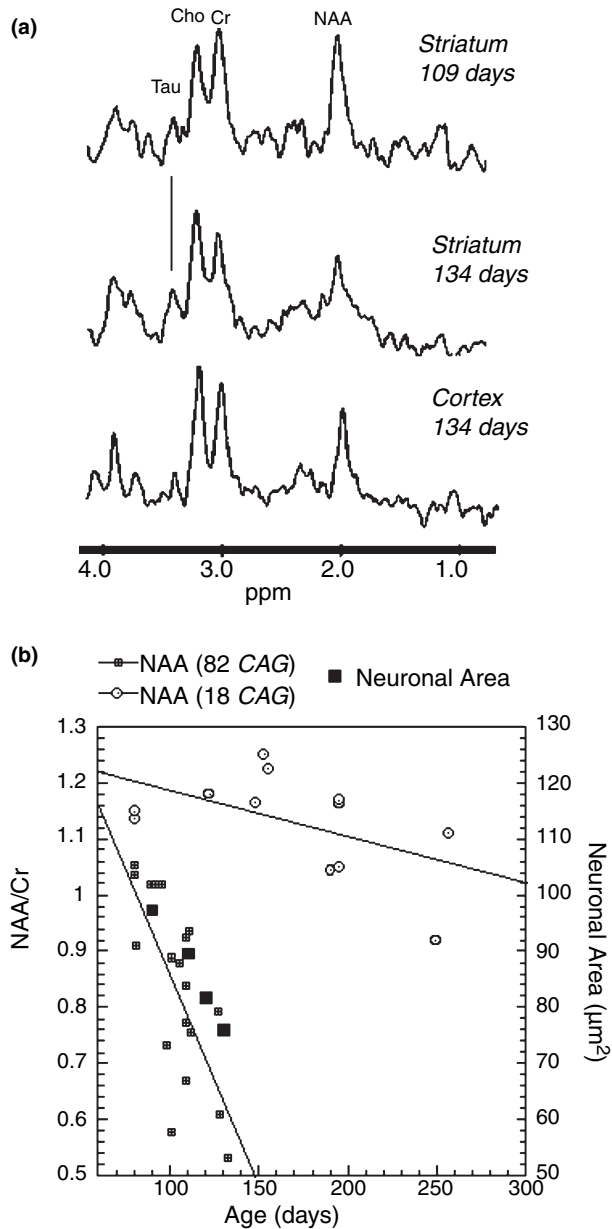 (a)
Cho Cr NAA
Tau
Striatum
109 days
Striatum
134 days
Cortex
134 days
4.0 3.0 2.0 1.0
ppm
(b)
NAA (82 CAG) Neuronal Area
NAA (18 CAG)
1.3 130
1.2 120
1.1 110
1 100
0.9 90
0.8 80
0.7 70
0.6 60
0.5 50
NAA/Cr
Neuronal Area (μm²)
100 150 200 250 300
Age (days)